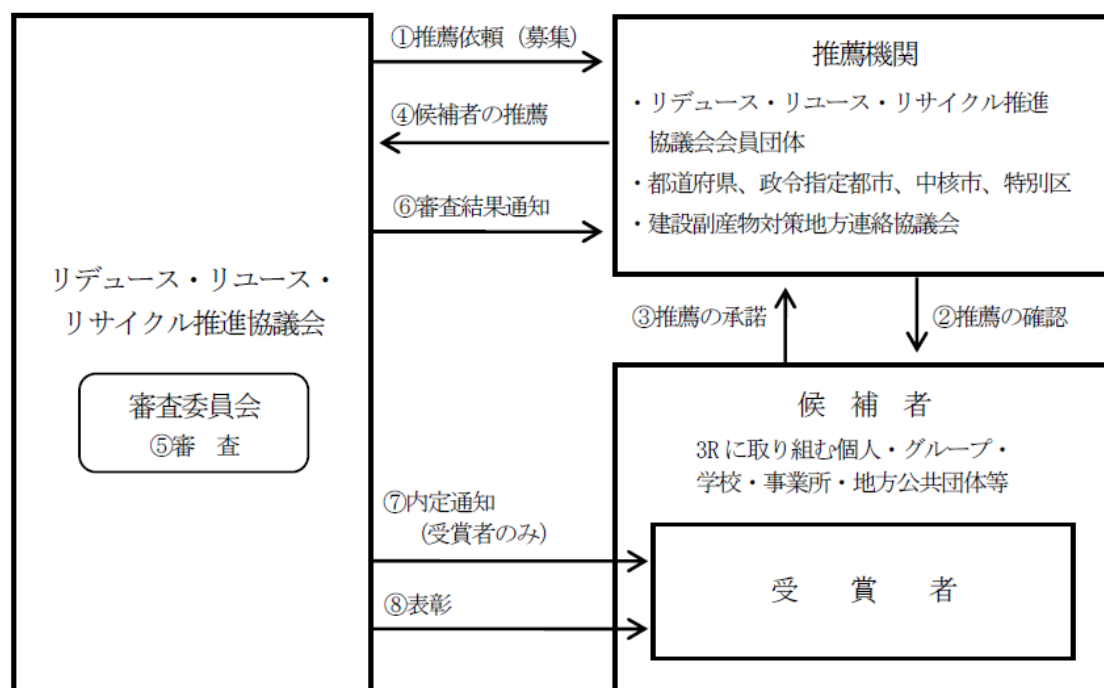 リデュース・リユース・
リサイクル推進協議会
審査委員会
⑤審　査
①推薦依頼（募集）
④候補者の推薦
⑥審査結果通知
推薦機関
・リデュース・リユース・リサイクル推進
協議会会員団体
・都道府県、政令指定都市、中核市、特別区
・建設副産物対策地方連絡協議会
③推薦の承諾
②推薦の確認
候　補　者
3Rに取り組む個人・グループ・
学校・事業所・地方公共団体等
⑦内定通知
（受賞者のみ）
⑧表彰
受　賞　者